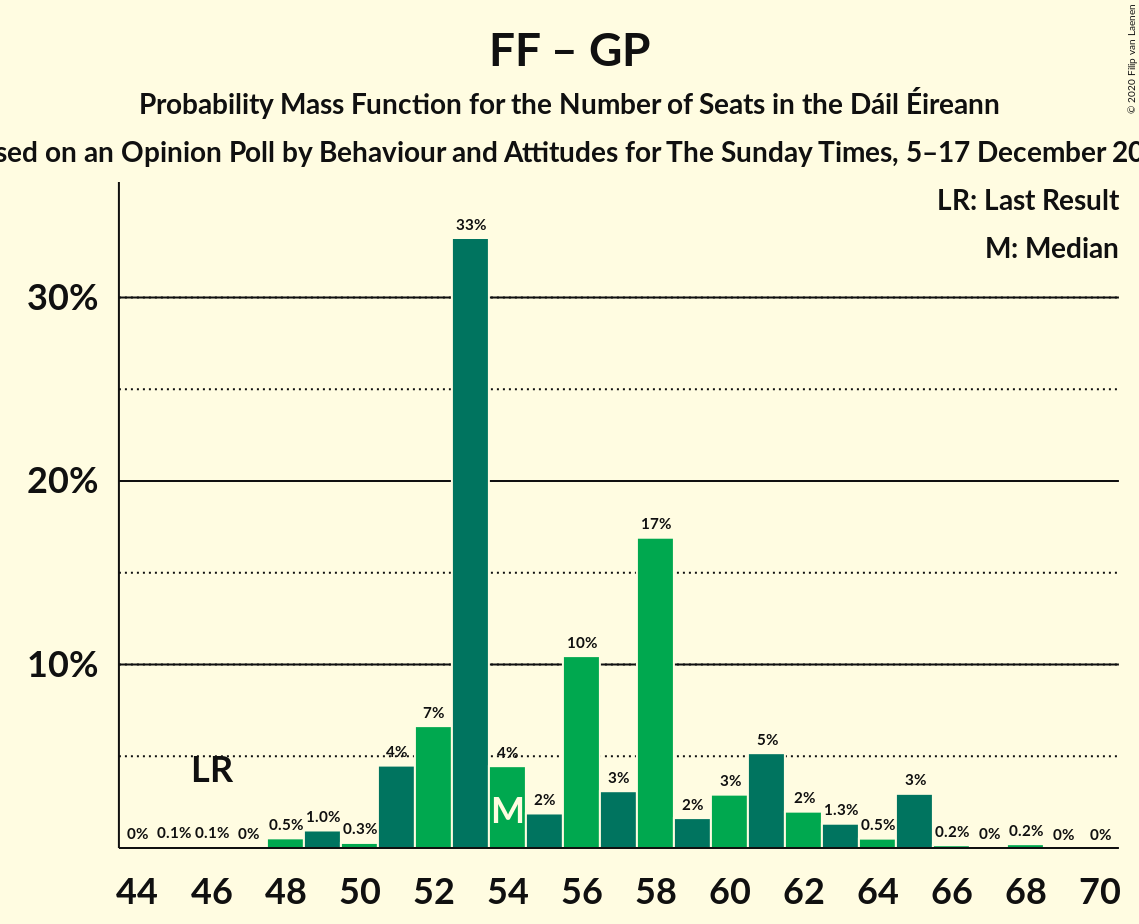 FF – GP
Probability Mass Function for the Number of Seats in the Dáil Éireann
sed on an Opinion Poll by Behaviour and Attitudes for The Sunday Times, 5–17 December 20
© 2020 Filip van Laenen
LR: Last Result
M: Median
30%
20%
10%
0% 0.1% 0.1% 0% 0.5% 1.0% 0.3% 4% 7% 33% 4% 2% 10% 3% 17% 2% 3% 5% 2% 1.3% 0.5% 3% 0.2% 0% 0.2% 0% 0%
LR
M
44 46 48 50 52 54 56 58 60 62 64 66 68 70